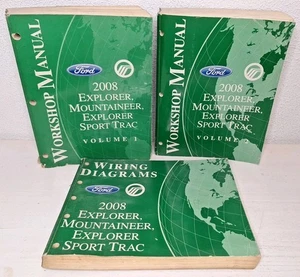 WORKSHOP MANUAL
Ford
2008
EXPLORER,
MOUNTAINEER,
EXPLORER
SPORT TRAC
VOLUME 1
WORKSHOP MANUAL
Ford
2008
EXPLORER,
MOUNTAINEER,
EXPLORER
SPORT TRAC
VOLUME
WIRING
DIAGRAMS
Ford
2008
EXPLORER,
MOUNTAINEER,
EXPLORER
SPORT TRAC